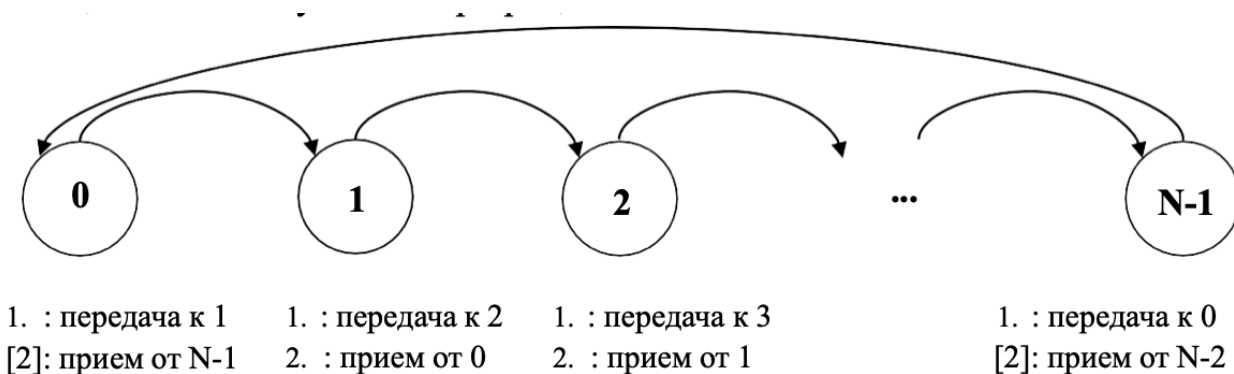 0 1 2 ... N-1
1. : передача к 1 1. : передача к 2 1. : передача к 3 1. : передача к 0
[2]: прием от N-1 2. : прием от 0 2. : прием от 1 [2]: прием от N-2